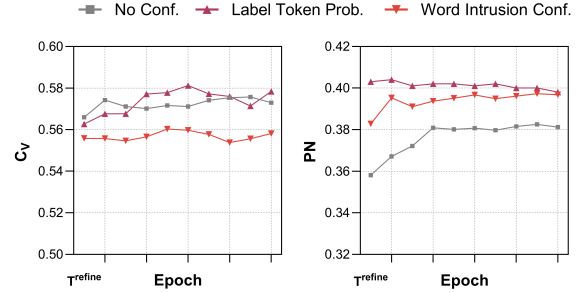 No Conf. Label Token Prob. Word Intrusion Conf.
0.60
0.58
0.56
0.54
0.52
0.50
C_V
T^refine Epoch
0.42
0.40
0.38
0.36
0.34
0.32
PN
T^refine Epoch